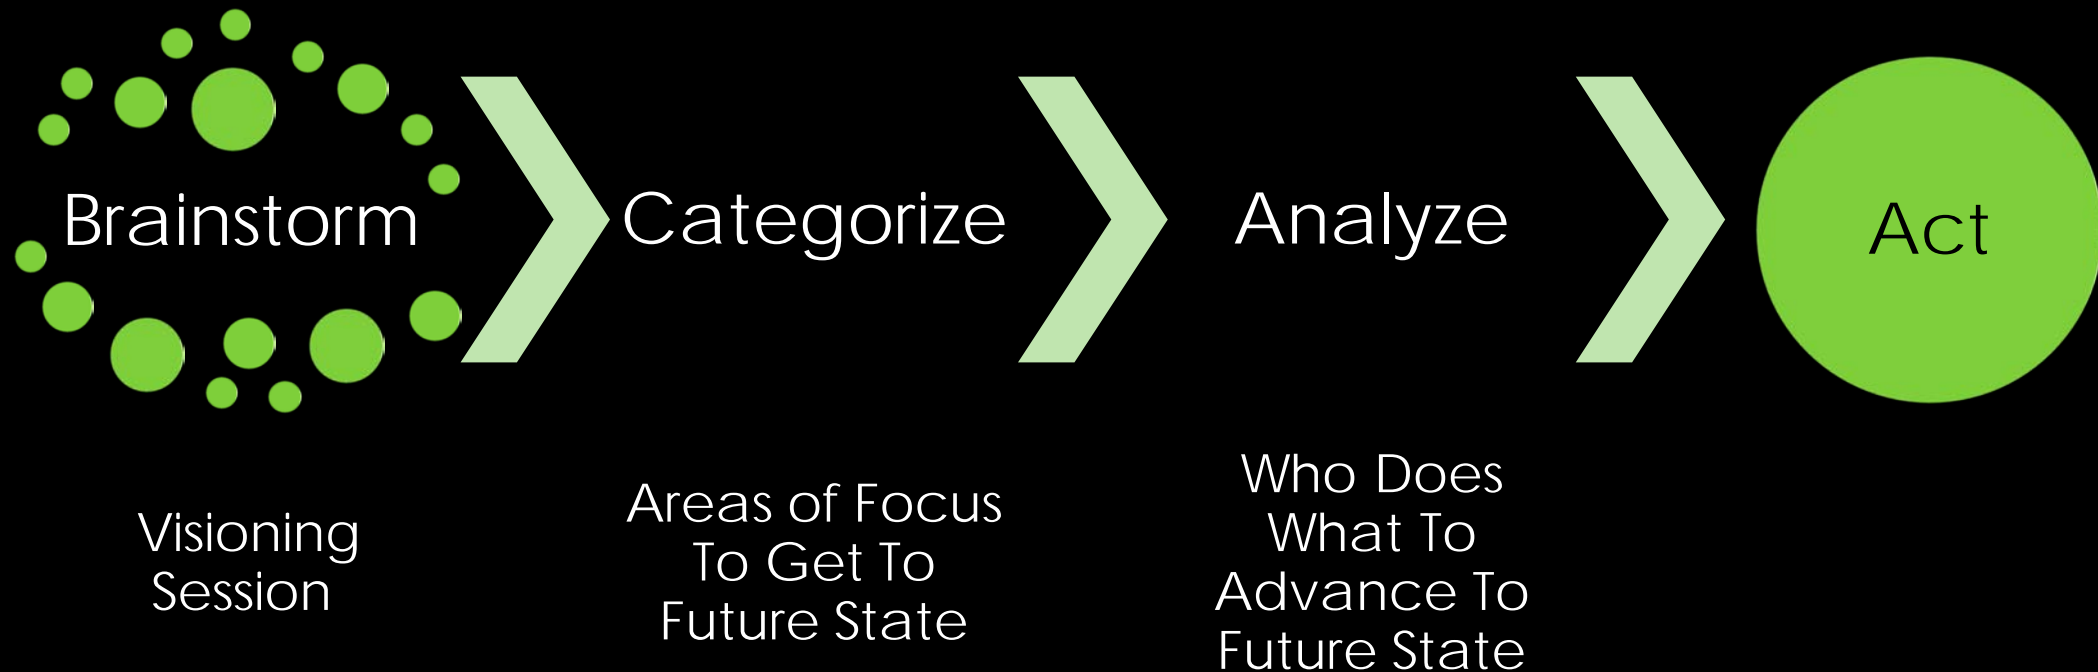 Brainstorm
Categorize
Analyze
Act
Visioning
Session
Areas of Focus
To Get To
Future State
Who Does
What To
Advance To
Future State